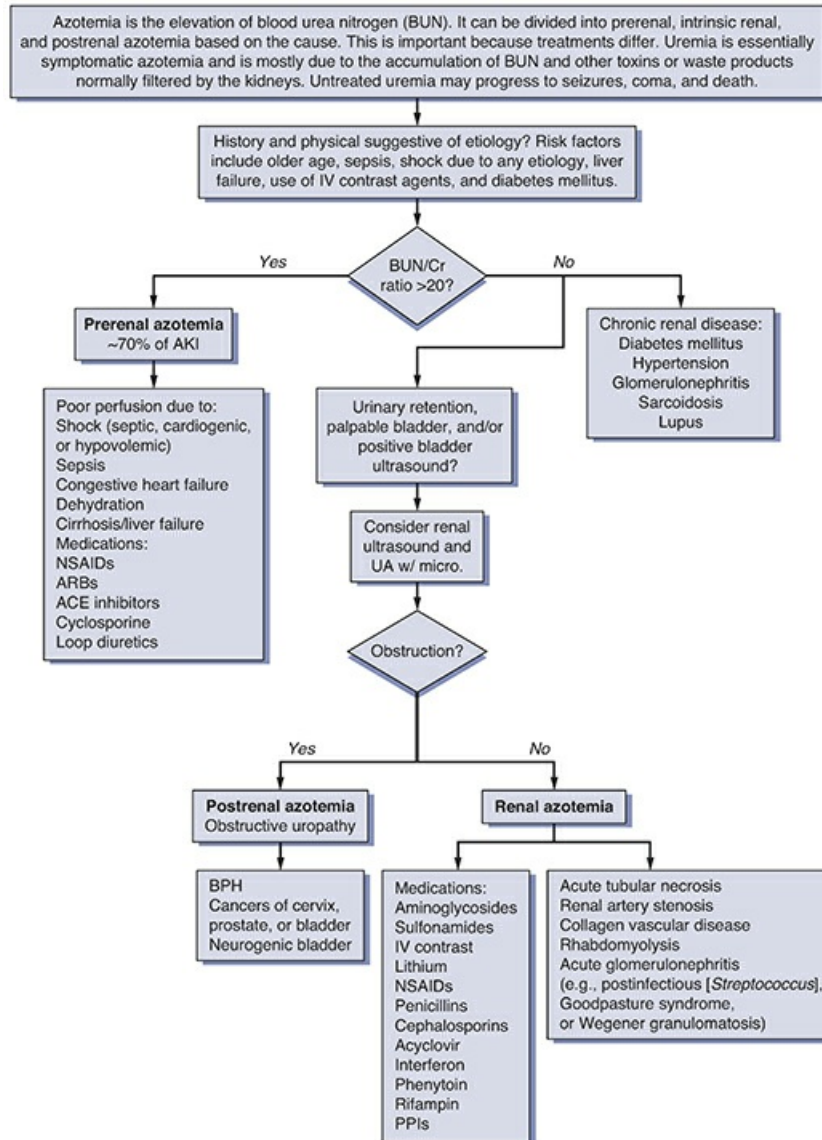 Azotemia is the elevation of blood urea nitrogen (BUN). It can be divided into prerenal, intrinsic renal,
and postrenal azotemia based on the cause. This is important because treatments differ. Uremia is essentially
symptomatic azotemia and is mostly due to the accumulation of BUN and other toxins or waste products
normally filtered by the kidneys. Untreated uremia may progress to seizures, coma, and death.
History and physical suggestive of etiology? Risk factors
include older age, sepsis, shock due to any etiology, liver
failure, use of IV contrast agents, and diabetes mellitus.
BUN/Cr
ratio >20?
Yes
No
Prerenal azotemia
~70% of AKI
Poor perfusion due to:
Shock (septic, cardiogenic,
or hypovolemic)
Sepsis
Congestive heart failure
Dehydration
Cirrhosis/liver failure
Medications:
NSAIDs
ARBs
ACE inhibitors
Cyclosporine
Loop diuretics
Urinary retention,
palpable bladder, and/or
positive bladder
ultrasound?
Chronic renal disease:
Diabetes mellitus
Hypertension
Glomerulonephritis
Sarcoidosis
Lupus
Consider renal
ultrasound and
UA w/ micro.
Obstruction?
Yes
No
Postrenal azotemia
Obstructive uropathy
BPH
Cancers of cervix,
prostate, or bladder
Neurogenic bladder
Renal azotemia
Medications:
Aminoglycosides
Sulfonamides
IV contrast
Lithium
NSAIDs
Penicillins
Cephalosporins
Acyclovir
Interferon
Phenytoin
Rifampin
PPIs
Acute tubular necrosis
Renal artery stenosis
Collagen vascular disease
Rhabdomyolysis
Acute glomerulonephritis
(e.g., postinfectious [Streptococcus],
Goodpasture syndrome,
or Wegener granulomatosis)